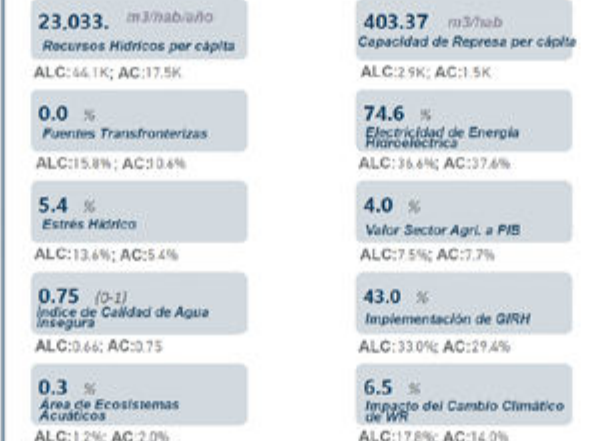 23,033. m3/hab/año
Recursos Hídricos per cápita
ALC:44.1K; AC:17.5K
0.0 %
Fuentes Transfronterizas
ALC:15.8%; AC:10.6%
5.4 %
Estrés Hídrico
ALC:13.6%; AC:5.4%
0.75 (0-1)
Índice de Calidad de Agua
Insegura
ALC:0.66; AC:0.75
0.3 %
Área de Ecosistemas
Acuáticos
ALC:1.2%; AC:2.0%
403.37 m3/hab
Capacidad de Represa per cápita
ALC:2.9K; AC:1.5K
74.6 %
Electricidad de Energía
Hidroeléctrica
ALC:36.6%; AC:37.6%
4.0 %
Valor Sector Agri. a PIB
ALC:7.5%; AC:7.7%
43.0 %
Implementación de GIRH
ALC:33.0%; AC:29.4%
6.5 %
Impacto del Cambio Climático
de WR
ALC:17.8%; AC:14.0%